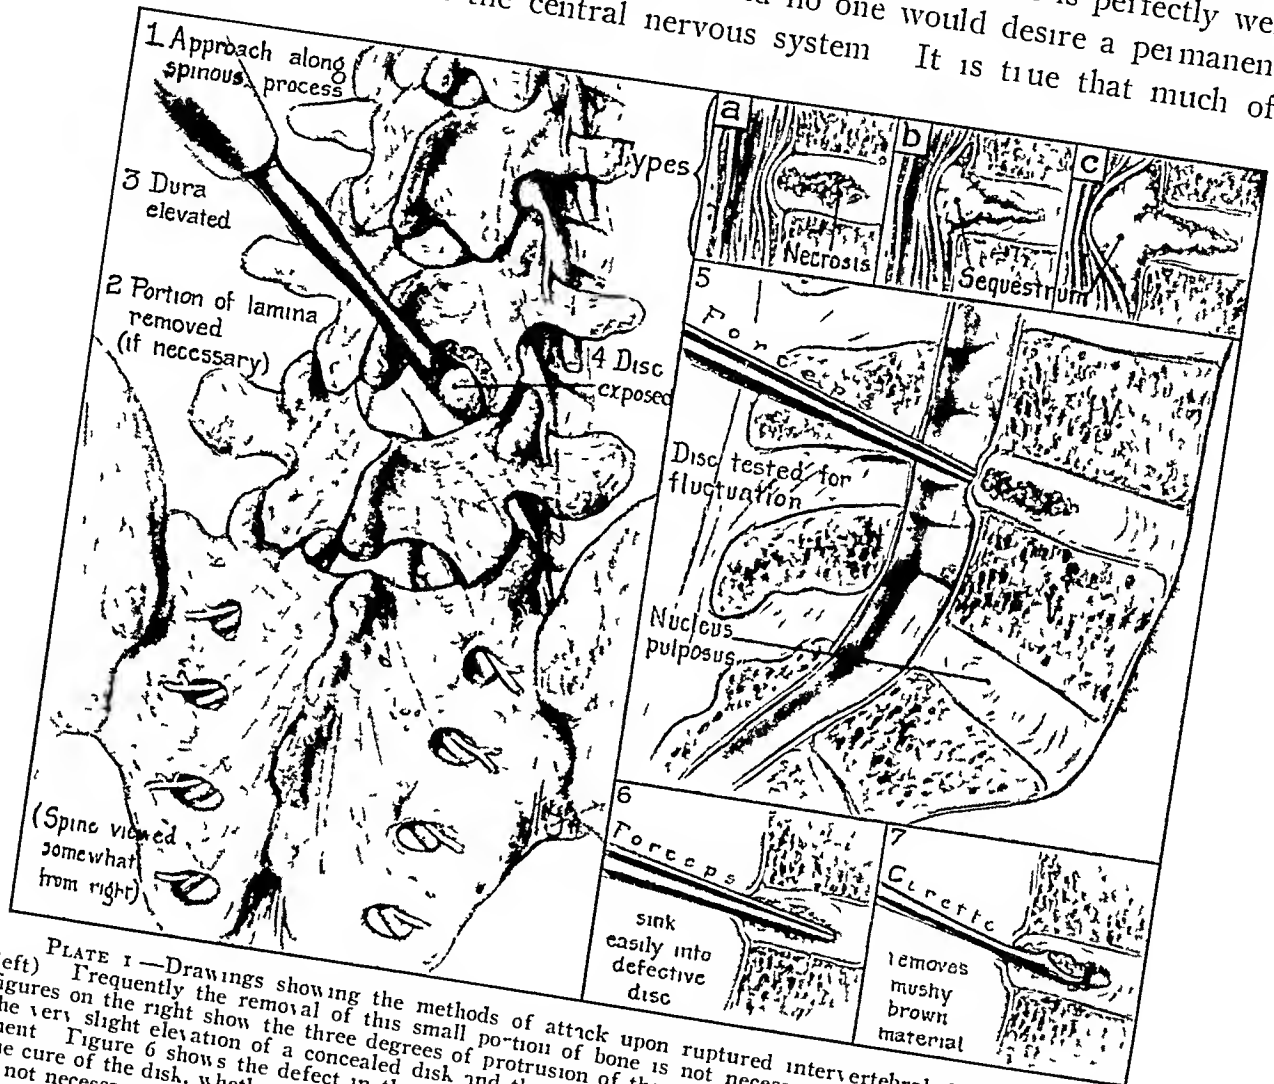 is perfectly we
no one would desire a permanen
the central nervous system It is true that much of
1 Approach along
spinous process
3 Dura
elevated
2 Portion of lamina
removed
(if necessary)
4 Disc
exposed
(Spine viewed
somewhat
from right)
Types
a
b
c
Necrosis
Sequestrum
5
Forceps
Disc tested for
fluctuation
Nucleus
pulposus
6
Forceps
sink
easily into
defective
disc
7
Curette
removes
mushy
brown
material
PLATE I —Drawings showing the methods of attack upon ruptured intervertebral
left) Frequently the removal of this small portion of bone is not neces
figures on the right show the three degrees of protrusion of
the very slight elevation of a concealed disk and
ment Figure 6 shows the defect in the
cure of the disk, wheth
not necess